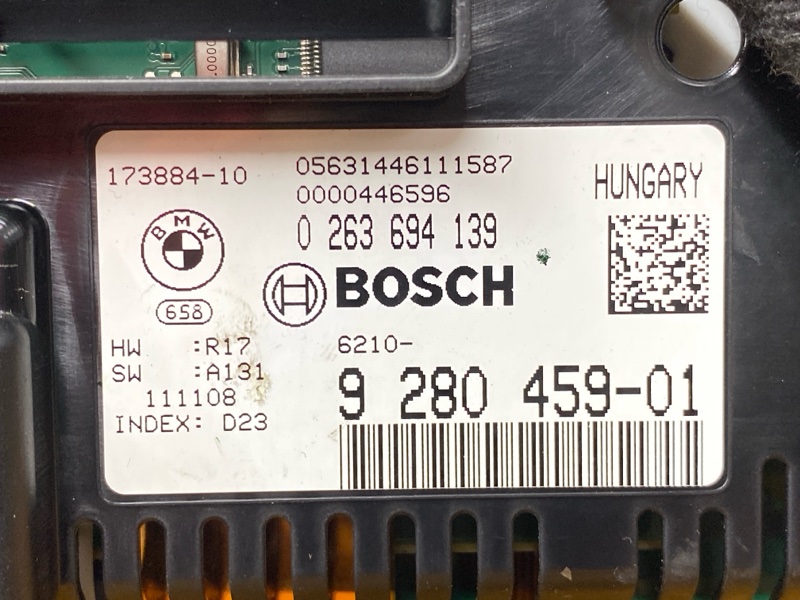 173884-10
05631446111587
0000446596
0 263 694 139
HUNGARY
BMW
BOSCH
658
HW :R17
SW :A131
111108
INDEX: D23
6210-
9 280 459-01